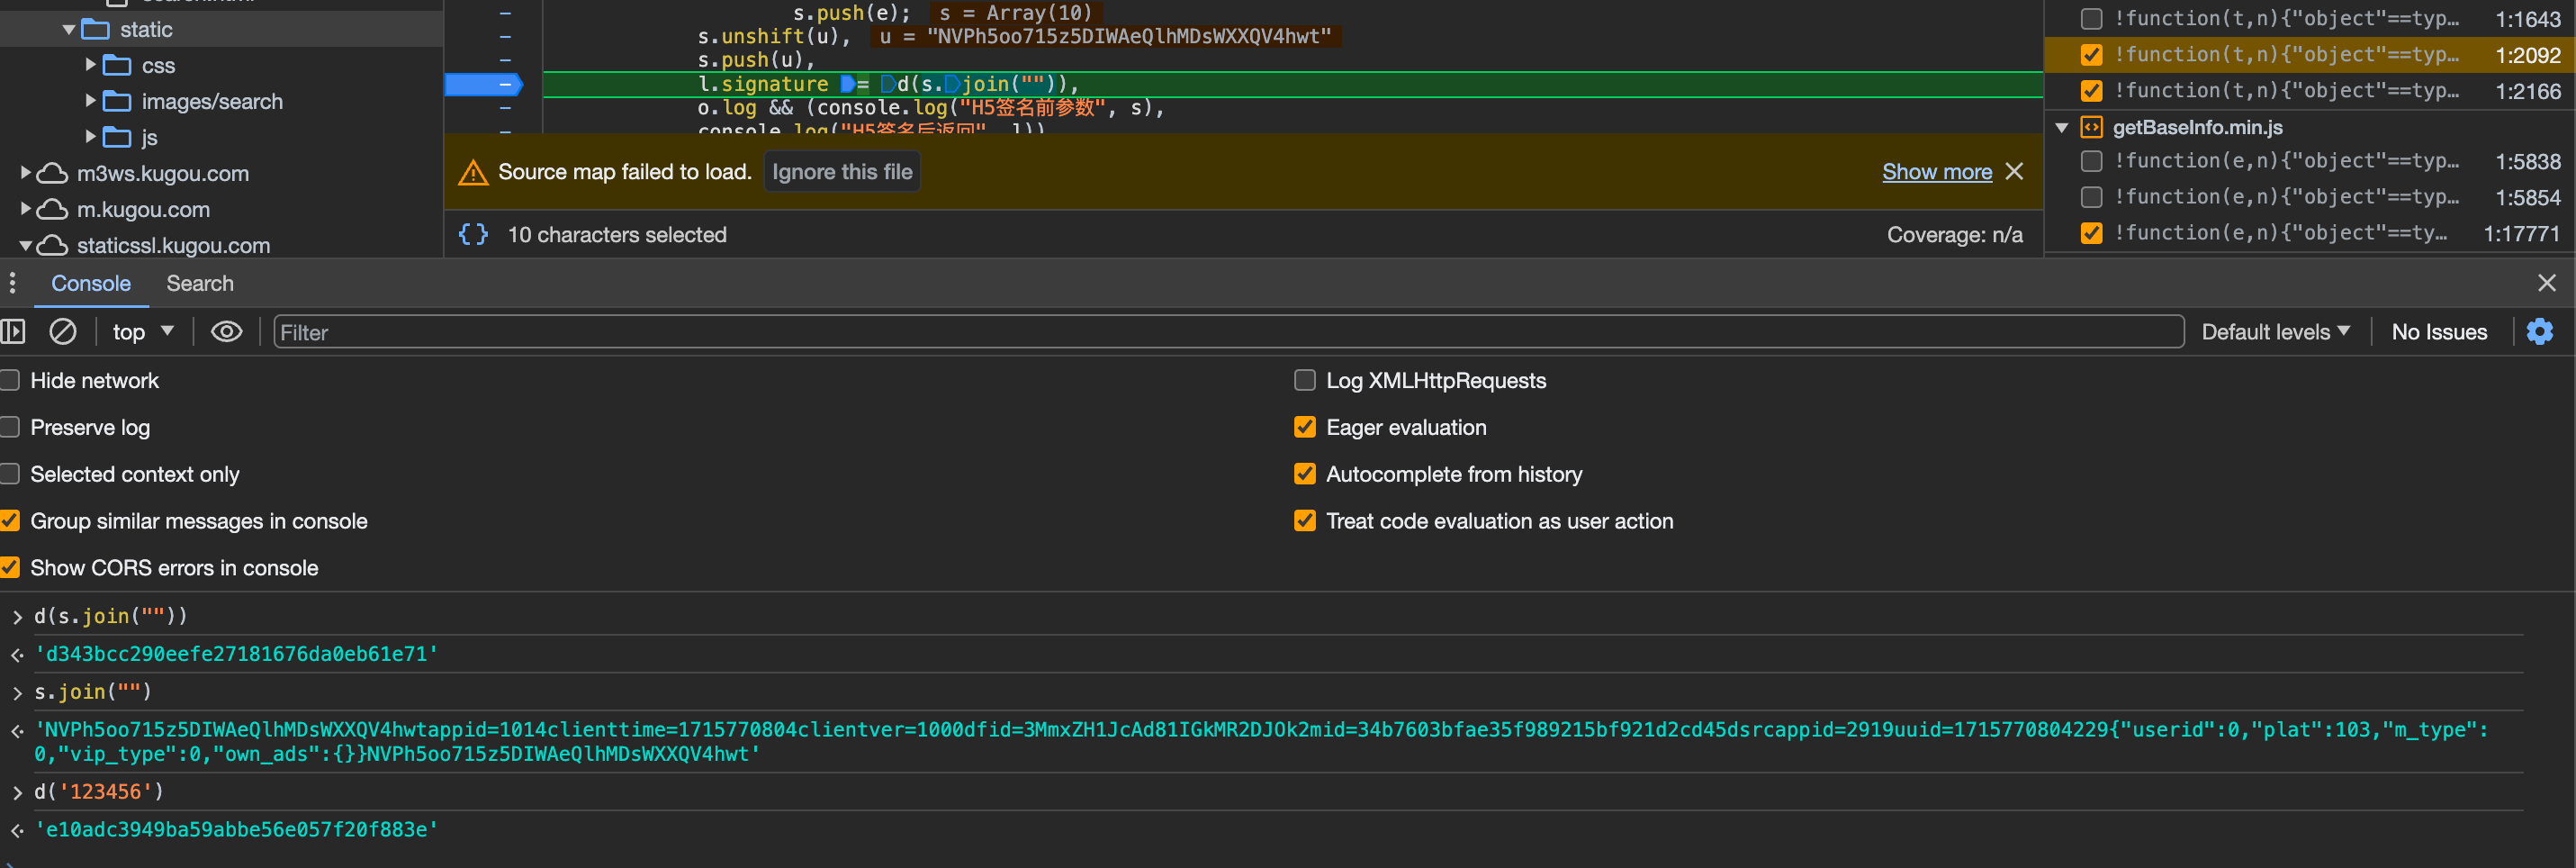 static
css
images/search
js
m3ws.kugou.com
m.kugou.com
staticssl.kugou.com
s.push(e); s = Array(10)
s.unshift(u), u = "NVPh5oo715z5DIWAeQlhMDsWXXQV4hwt"
s.push(u),
l.signature = d(s.join("")),
o.log && (console.log("H5签名前参数", s),
console.log("H5签名后返回", l))
Source map failed to load. Ignore this file Show more
{} 10 characters selected Coverage: n/a
!function(t,n){"object"==typ… 1:1643
!function(t,n){"object"==typ… 1:2092
!function(t,n){"object"==typ… 1:2166
getBaseInfo.min.js
!function(e,n){"object"==typ… 1:5838
!function(e,n){"object"==typ… 1:5854
!function(e,n){"object"==ty… 1:17771
Console Search
top Filter Default levels No Issues
Hide network Log XMLHttpRequests
Preserve log Eager evaluation
Selected context only Autocomplete from history
Group similar messages in console Treat code evaluation as user action
Show CORS errors in console
d(s.join(""))
'd343bcc290eefe27181676da0eb61e71'
s.join("")
'NVPh5oo715z5DIWAeQlhMDsWXXQV4hwtappid=1014clienttime=1715770804clientver=1000dfid=3MmxZH1JcAd81IGkMR2DJOk2mid=34b7603bfae35f989215bf921d2cd45dsrcappid=2919uuid=1715770804229{"userid":0,"plat":103,"m_type":
0,"vip_type":0,"own_ads":{}}NVPh5oo715z5DIWAeQlhMDsWXXQV4hwt'
d('123456')
'e10adc3949ba59abbe56e057f20f883e'